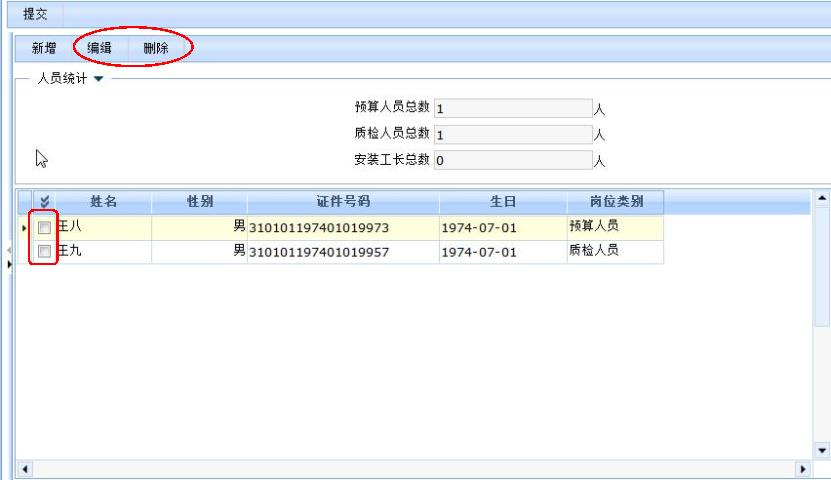 提交
新增 编辑 删除
人员统计
预算人员总数 1 人
质检人员总数 1 人
安装工长总数 0 人
姓名 性别 证件号码 生日 岗位类别
王八 男 310101197401019973 1974-07-01 预算人员
王九 男 310101197401019957 1974-07-01 质检人员